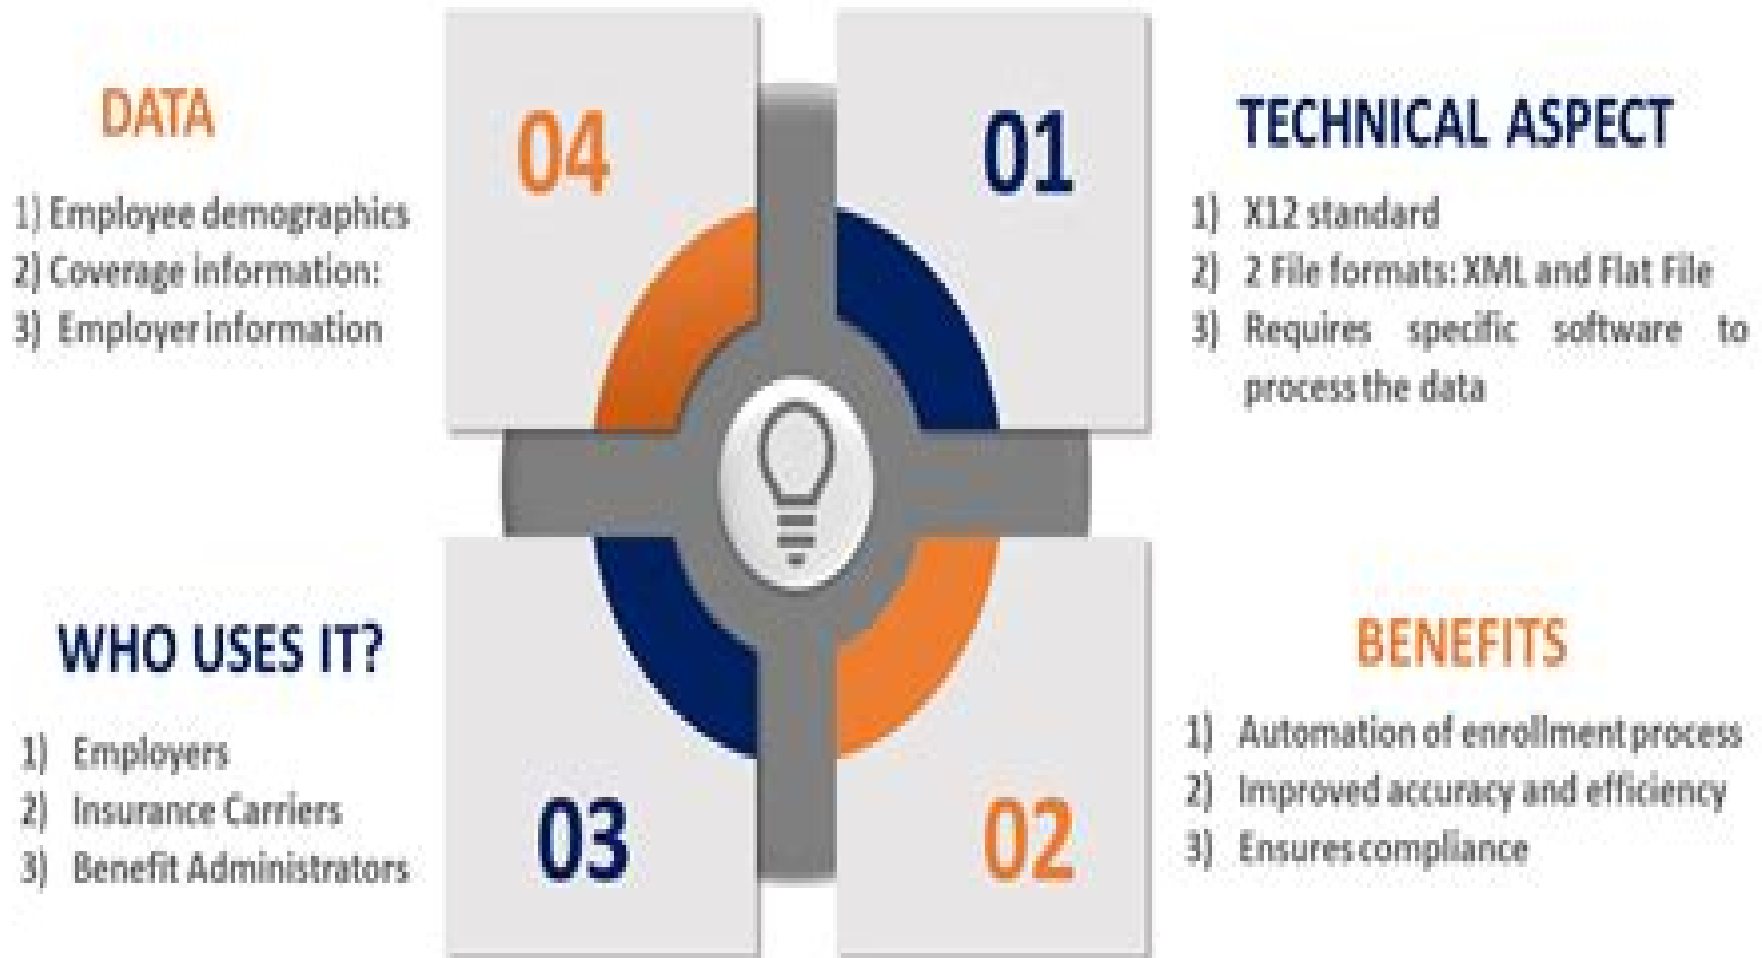 DATA
1) Employee demographics
2) Coverage information:
3) Employer information
04
01
TECHNICAL ASPECT
1) X12 standard
2) 2 File formats: XML and Flat File
3) Requires specific software to
process the data
WHO USES IT?
1) Employers
2) Insurance Carriers
3) Benefit Administrators
03
02
BENEFITS
1) Automation of enrollment process
2) Improved accuracy and efficiency
3) Ensures compliance